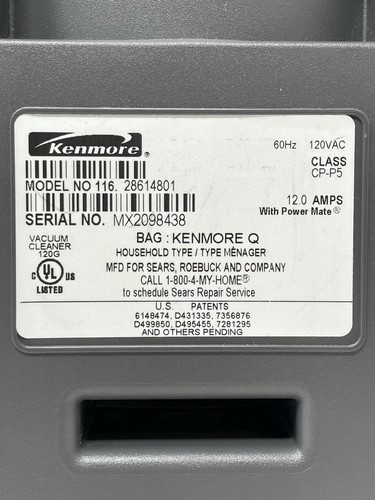 Kenmore®
60Hz 120VAC
CLASS
CP-P5
MODEL NO 116. 28614801
12.0 AMPS
With Power Mate®
SERIAL NO. MX2098438
VACUUM
CLEANER
120G
BAG : KENMORE Q
HOUSEHOLD TYPE / TYPE MÉNAGER
MFD FOR SEARS, ROEBUCK AND COMPANY
CALL 1-800-4-MY-HOME®
to schedule Sears Repair Service
C UL US
LISTED
U.S. PATENTS
6148474, D431335, 7356876
D499850, D495455, 7281295
AND OTHERS PENDING